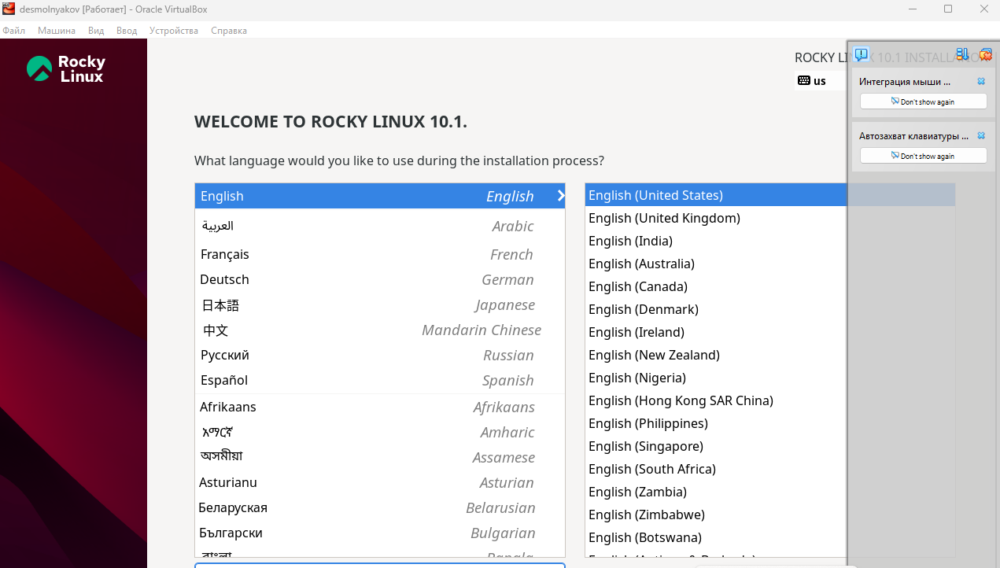 desmolnyakov [Работает] - Oracle VirtualBox
Файл Машина Вид Ввод Устройства Справка
Rocky
Linux
ROCKY LINUX 10.1 INSTALLATION
us
Интеграция мыши ...
Don't show again
Автозахват клавиатуры ...
Don't show again
WELCOME TO ROCKY LINUX 10.1.
What language would you like to use during the installation process?
English English
العربية Arabic
Français French
Deutsch German
日本語 Japanese
中文 Mandarin Chinese
Русский Russian
Español Spanish
Afrikaans Afrikaans
አማርኛ Amharic
অসমীয়া Assamese
Asturianu Asturian
Беларуская Belarusian
Български Bulgarian
English (United States)
English (United Kingdom)
English (India)
English (Australia)
English (Canada)
English (Denmark)
English (Ireland)
English (New Zealand)
English (Nigeria)
English (Hong Kong SAR China)
English (Philippines)
English (Singapore)
English (South Africa)
English (Zambia)
English (Zimbabwe)
English (Botswana)